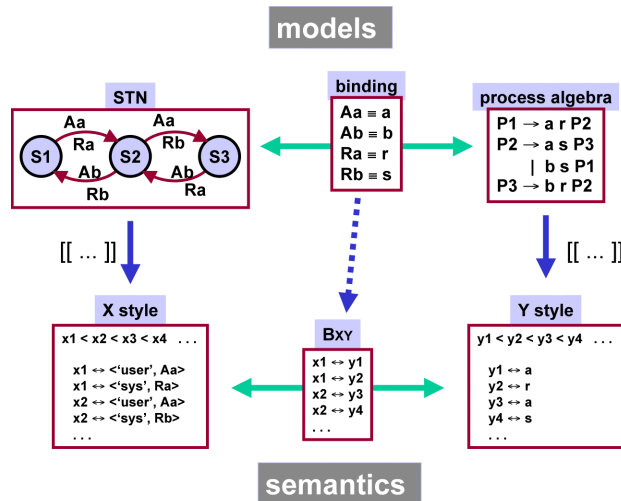 models
STN
Aa
Ra
Aa
Rb
S1
S2
S3
Ab
Rb
Ab
Ra
binding
Aa ≡ a
Ab ≡ b
Ra ≡ r
Rb ≡ s
process algebra
P1 → a r P2
P2 → a s P3
| b s P1
P3 → b r P2
[[ ... ]]
[[ ... ]]
X style
x1 < x2 < x3 < x4 . . .
x1 ↔ <‘user’, Aa>
x1 ↔ <‘sys’, Ra>
x2 ↔ <‘user’, Aa>
x2 ↔ <‘sys’, Rb>
. . .
BXY
x1 ↔ y1
x1 ↔ y2
x2 ↔ y3
x2 ↔ y4
. . .
Y style
y1 < y2 < y3 < y4 . . .
y1 ↔ a
y2 ↔ r
y3 ↔ a
y4 ↔ s
. . .
semantics